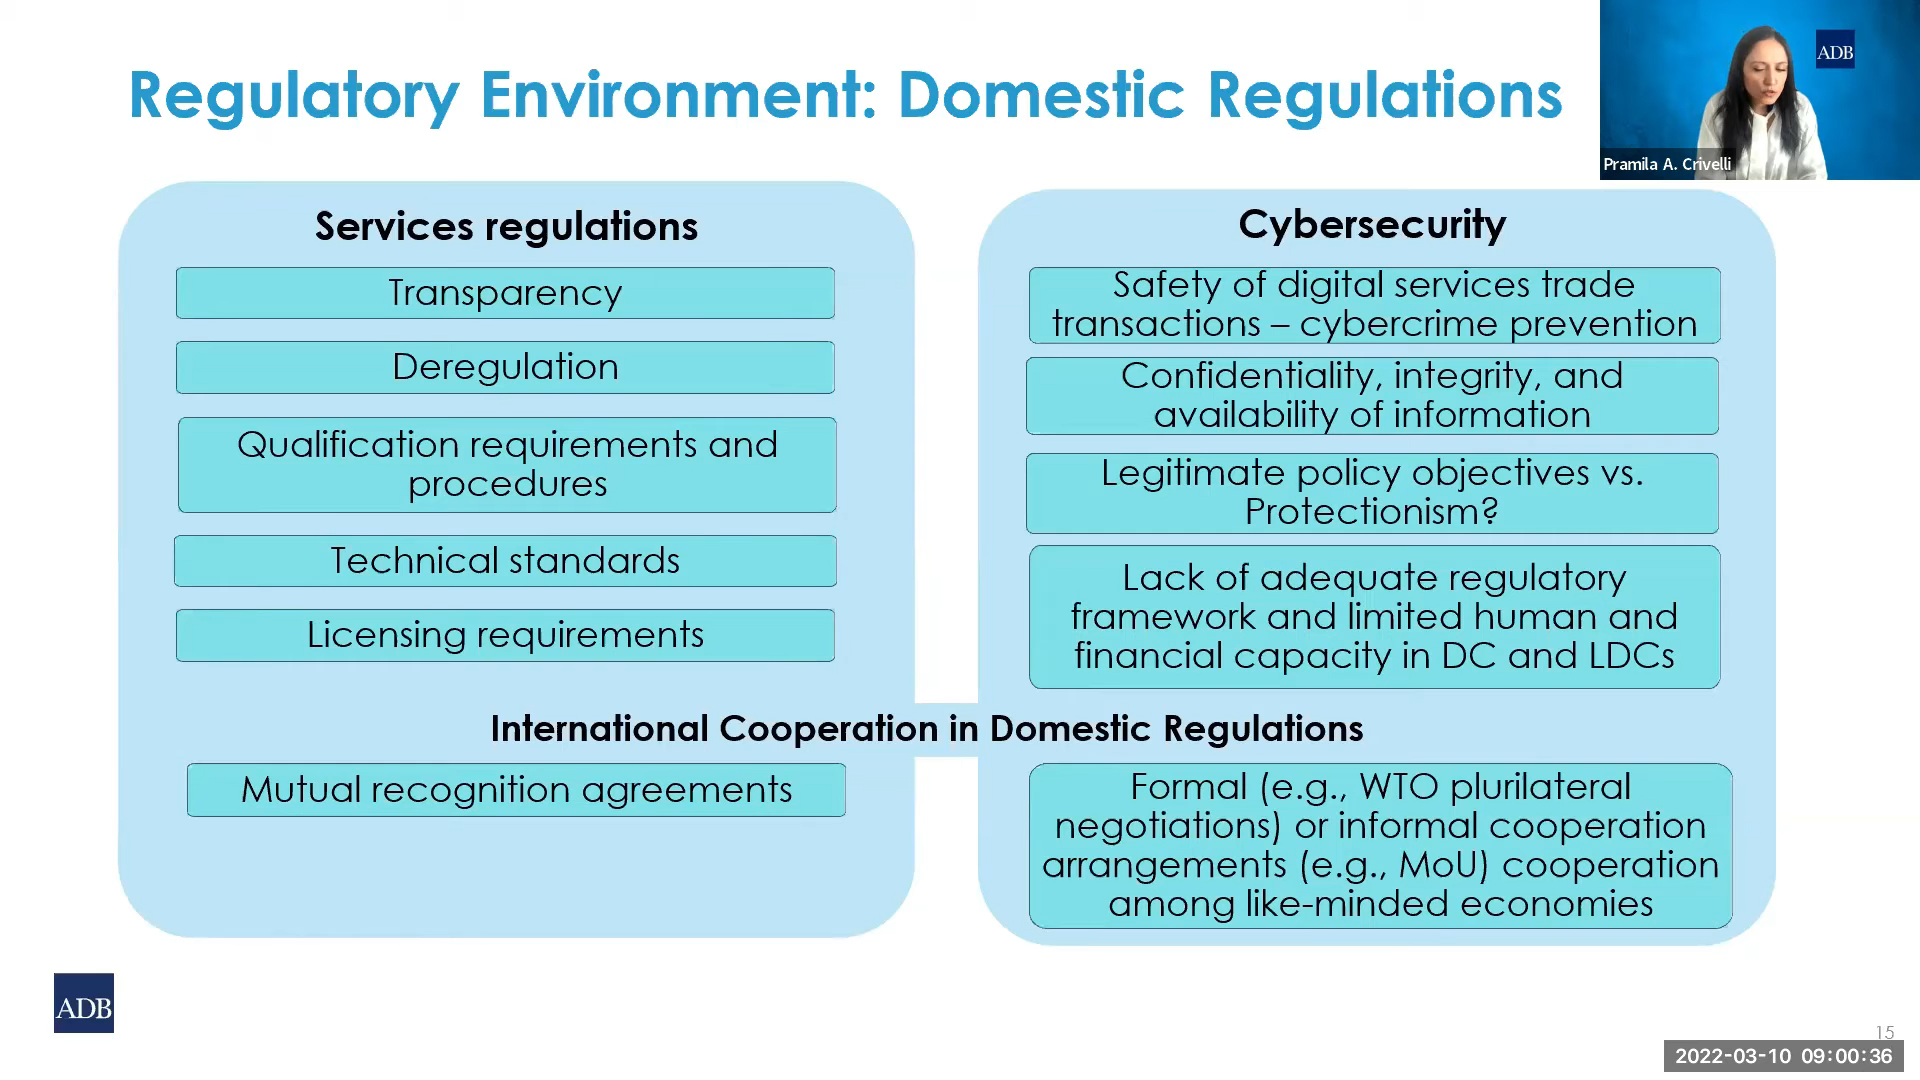 Regulatory Environment: Domestic Regulations
ADB
Pramila A. Crivelli
Services regulations
Transparency
Deregulation
Qualification requirements and
procedures
Technical standards
Licensing requirements
Cybersecurity
Safety of digital services trade
transactions – cybercrime prevention
Confidentiality, integrity, and
availability of information
Legitimate policy objectives vs.
Protectionism?
Lack of adequate regulatory
framework and limited human and
financial capacity in DC and LDCs
International Cooperation in Domestic Regulations
Mutual recognition agreements
Formal (e.g., WTO plurilateral
negotiations) or informal cooperation
arrangements (e.g., MoU) cooperation
among like-minded economies
ADB
15
2022-03-10 09:00:36